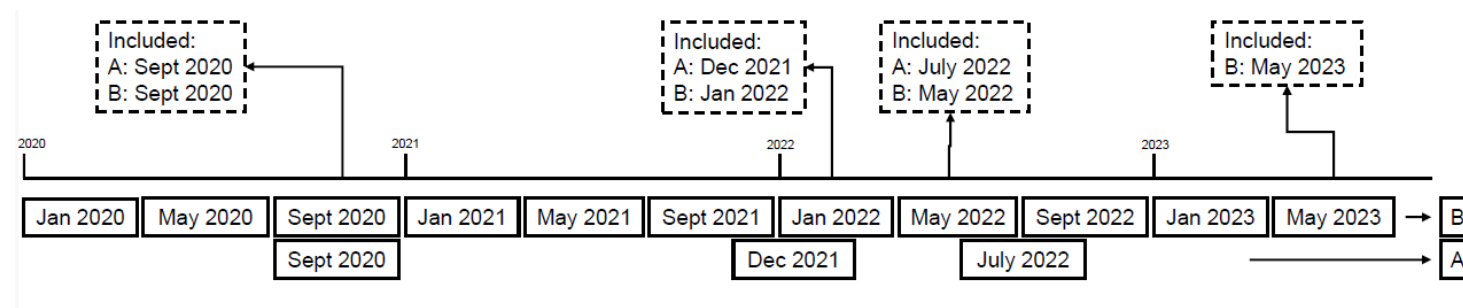 Included:
A: Sept 2020
B: Sept 2020
Included:
A: Dec 2021
B: Jan 2022
Included:
A: July 2022
B: May 2022
Included:
B: May 2023
2020
2021
2022
2023
Jan 2020
May 2020
Sept 2020
Jan 2021
May 2021
Sept 2021
Jan 2022
May 2022
Sept 2022
Jan 2023
May 2023
B
Sept 2020
Dec 2021
July 2022
A